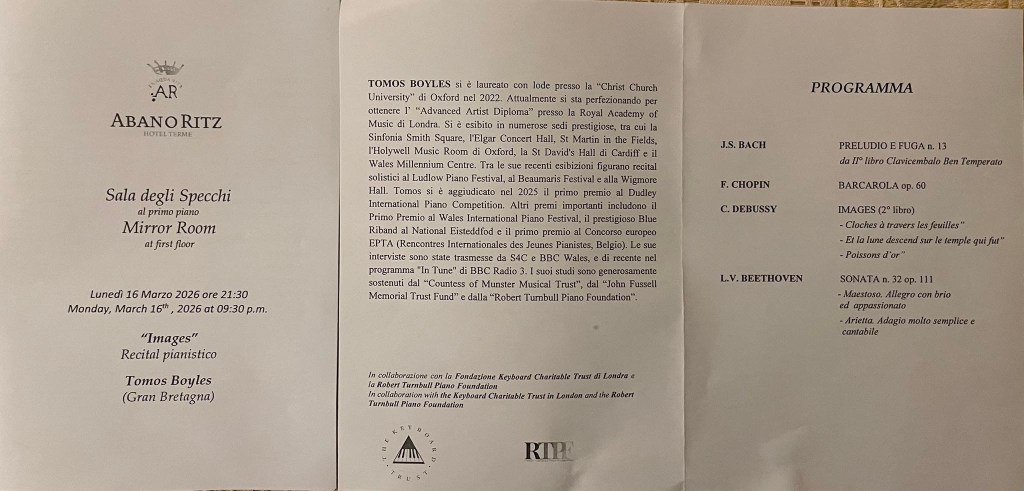 ACQUA RITZ
AR
ABANO RITZ
HOTEL TERME
Sala degli Specchi
al primo piano
Mirror Room
at first floor
Lunedì 16 Marzo 2026 ore 21:30
Monday, March 16th , 2026 at 09:30 p.m.
“Images”
Recital pianistico
Tomos Boyles
(Gran Bretagna)
TOMOS BOYLES si è laureato con lode presso la “Christ Church
University” di Oxford nel 2022. Attualmente si sta perfezionando per
ottenere l’ “Advanced Artist Diploma” presso la Royal Academy of
Music di Londra. Si è esibito in numerose sedi prestigiose, tra cui la
Sinfonia Smith Square, l'Elgar Concert Hall, St Martin in the Fields,
l'Holywell Music Room di Oxford, la St David's Hall di Cardiff e il
Wales Millennium Centre. Tra le sue recenti esibizioni figurano recital
solistici al Ludlow Piano Festival, al Beaumaris Festival e alla Wigmore
Hall. Tomos si è aggiudicato nel 2025 il primo premio al Dudley
International Piano Competition. Altri premi importanti includono il
Primo Premio al Wales International Piano Festival, il prestigioso Blue
Riband al National Eisteddfod e il primo premio al Concorso europeo
EPTA (Rencontres Internationales des Jeunes Pianistes, Belgio). Le sue
interviste sono state trasmesse da S4C e BBC Wales, e di recente nel
programma "In Tune" di BBC Radio 3. I suoi studi sono generosamente
sostenuti dal “Countess of Munster Musical Trust”, dal “John Fussell
Memorial Trust Fund” e dalla “Robert Turnbull Piano Foundation”.
In collaborazione con la Fondazione Keyboard Charitable Trust di Londra e
la Robert Turnbull Piano Foundation
In collaboration with the Keyboard Charitable Trust in London and the Robert
Turnbull Piano Foundation
THE KEYBOARD TRUST
RTPF
PROGRAMMA
J.S. BACH PRELUDIO E FUGA n. 13
da II° libro Clavicembalo Ben Temperato
F. CHOPIN BARCAROLA op. 60
C. DEBUSSY IMAGES (2° libro)
- Cloches à travers les feuilles”
- Et la lune descend sur le temple qui fut”
- Poissons d’or”
L.V. BEETHOVEN SONATA n. 32 op. 111
- Maestoso. Allegro con brio
ed appassionato
- Arietta. Adagio molto semplice e
cantabile